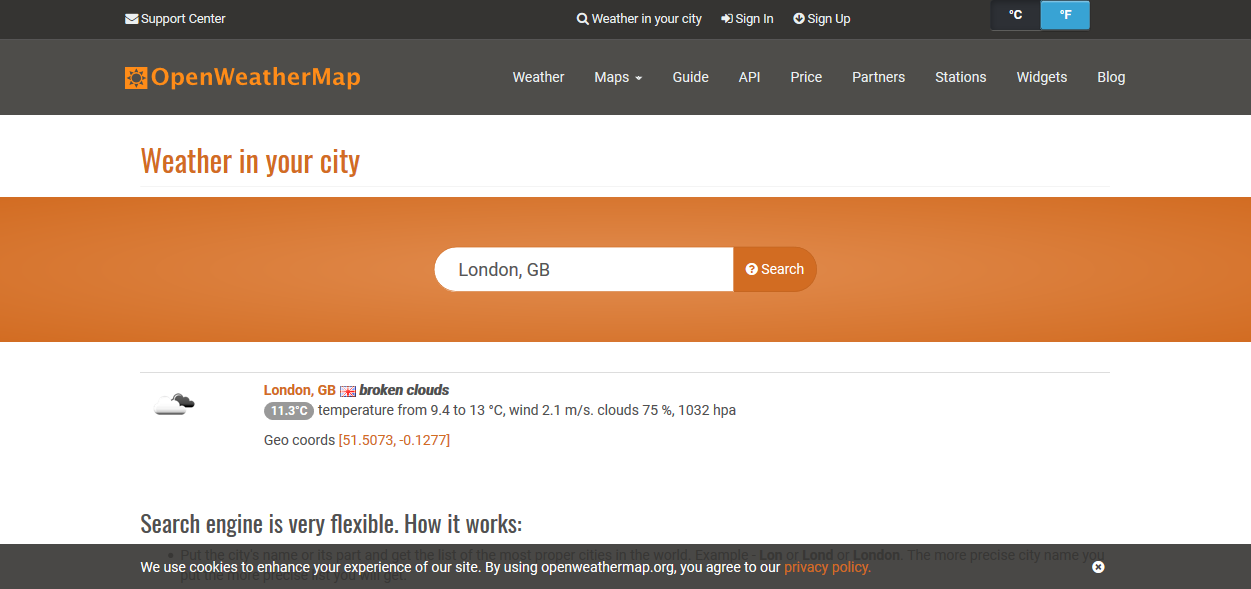 Support Center
Weather in your city Sign In Sign Up °C °F
OpenWeatherMap
Weather Maps Guide API Price Partners Stations Widgets Blog
Weather in your city
London, GB Search
London, GB broken clouds
11.3°C temperature from 9.4 to 13 °C, wind 2.1 m/s. clouds 75 %, 1032 hpa
Geo coords [51.5073, -0.1277]
Search engine is very flexible. How it works:
Put the city's name or its part and get the list of the most proper cities in the world. Example - Lon or Lond or London. The more precise city name you
We use cookies to enhance your experience of our site. By using openweathermap.org, you agree to our privacy policy.
put the more precise list you will get.